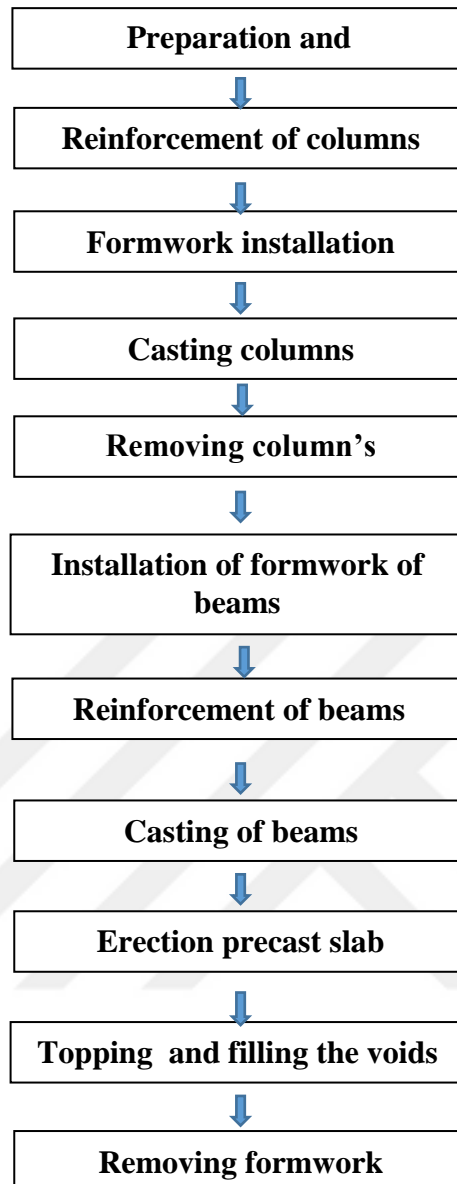 Preparation and
Reinforcement of columns
Formwork installation
Casting columns
Removing column’s
Installation of formwork of
beams
Reinforcement of beams
Casting of beams
Erection precast slab
Topping  and filling the voids
Removing formwork